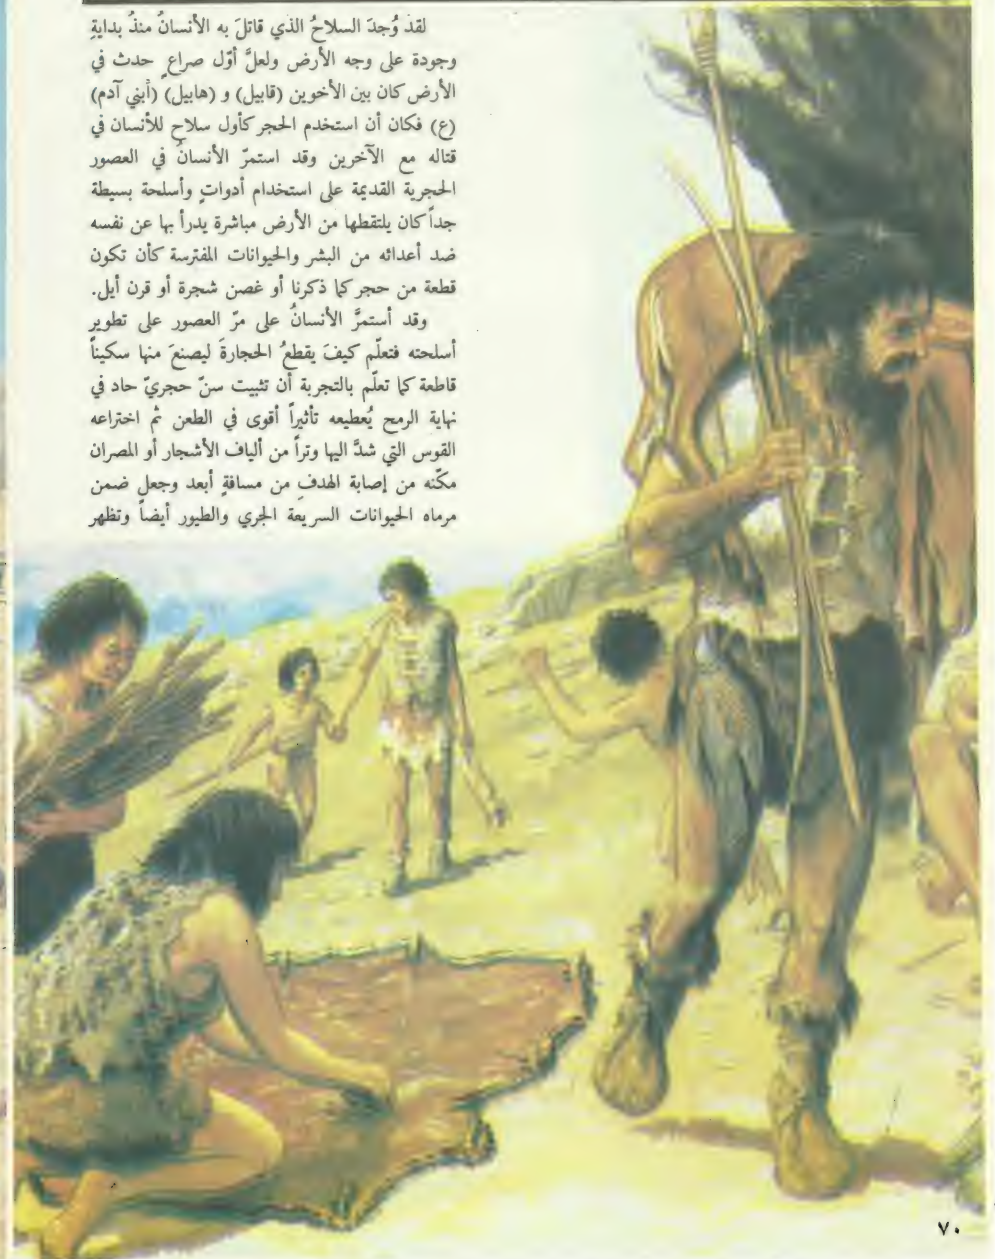 لقد وُجدَ السلاحُ الذي قاتلَ به الأنسانُ منذُ بدايةِ
وجودة على وجه الأرض ولعلَّ أوّل صراعٍ حدث في
الأرض كان بين الأخوين (قابيل) و (هابيل) (أبني آدم)
(ع) فكان أن استخدم الحجر كأول سلاح للأنسان في
قتاله مع الآخرين وقد استمرّ الأنسانُ في العصور
الحجرية القديمة على استخدام أدواتٍ وأسلحة بسيطة
جداً كان يلتقطها من الأرض مباشرة يدرأ بها عن نفسه
ضد أعدائه من البشر والحيوانات المفترسة كأن تكون
قطعة من حجر كما ذكرنا أو غصن شجرة أو قرن أيل.
وقد أستمرَّ الأنسانُ على مرّ العصور على تطوير
أسلحته فتعلّم كيفَ يقطعُ الحجارةَ ليصنعَ منها سكيناً
قاطعة كما تعلّم بالتجربة أن تثبيت سنّ حجريّ حاد في
نهاية الرمح يُعطيعه تأثيراً أقوى في الطعن ثم اختراعه
القوس التي شدَّ اليها وتراً من ألياف الأشجار أو المصران
مكّنه من إصابة الهدفِ من مسافةٍ أبعد وجعل ضمن
مرماه الحيوانات السريعة الجري والطيور أيضاً وتظهر
٧٠